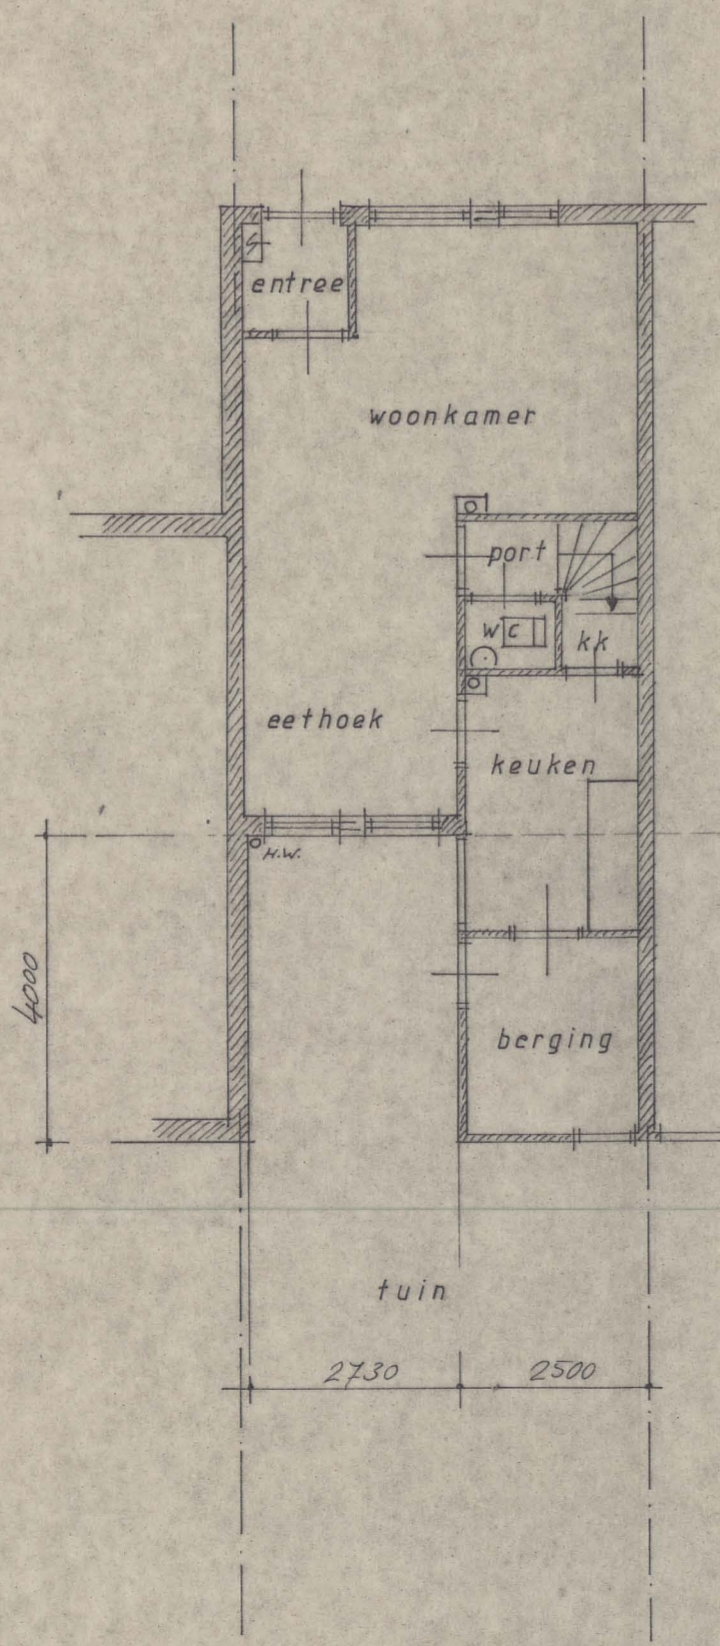 entree
woonkamer
port
wc
kk
eethoek
keuken
H.W.
4000
berging
tuin
2730
2500